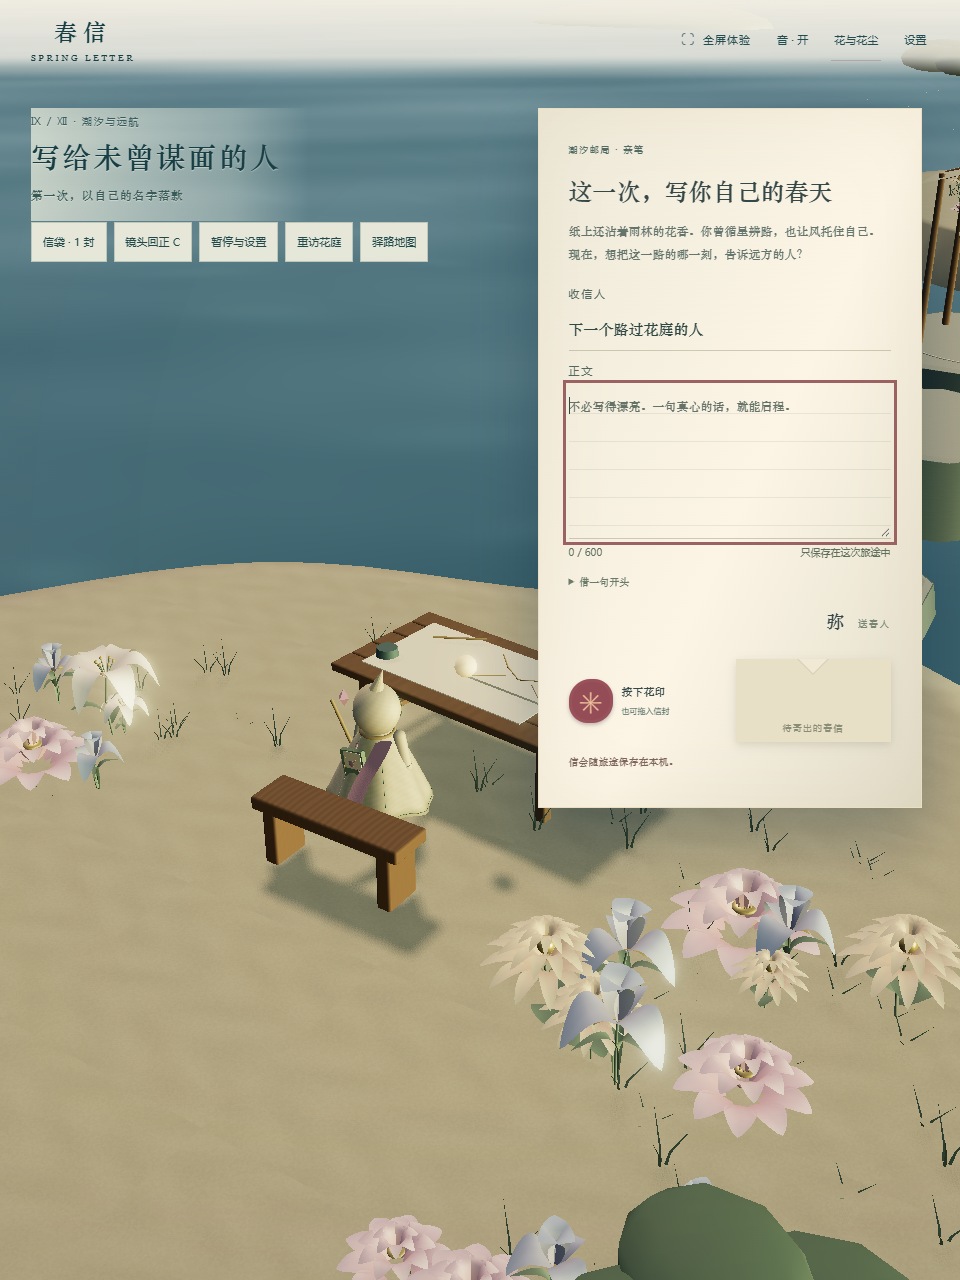 春信
SPRING LETTER
全屏体验
音 · 开
花与花尘
设置
IX / XII · 潮汐与远航
写给未曾谋面的人
第一次，以自己的名字落款
信袋 · 1 封
镜头回正 C
暂停与设置
重访花庭
驿路地图
潮汐邮局 · 亲笔
这一次，写你自己的春天
纸上还沾着雨林的花香。你曾循星辨路，也让风托住自己。
现在，想把这一路的哪一刻，告诉远方的人？
收信人
下一个路过花庭的人
正文
不必写得漂亮。一句真心的话，就能启程。
0 / 600
只保存在这次旅途中
▶ 借一句开头
弥 送春人
按下花印
也可拖入信封
待寄出的春信
信会随旅途保存在本机。